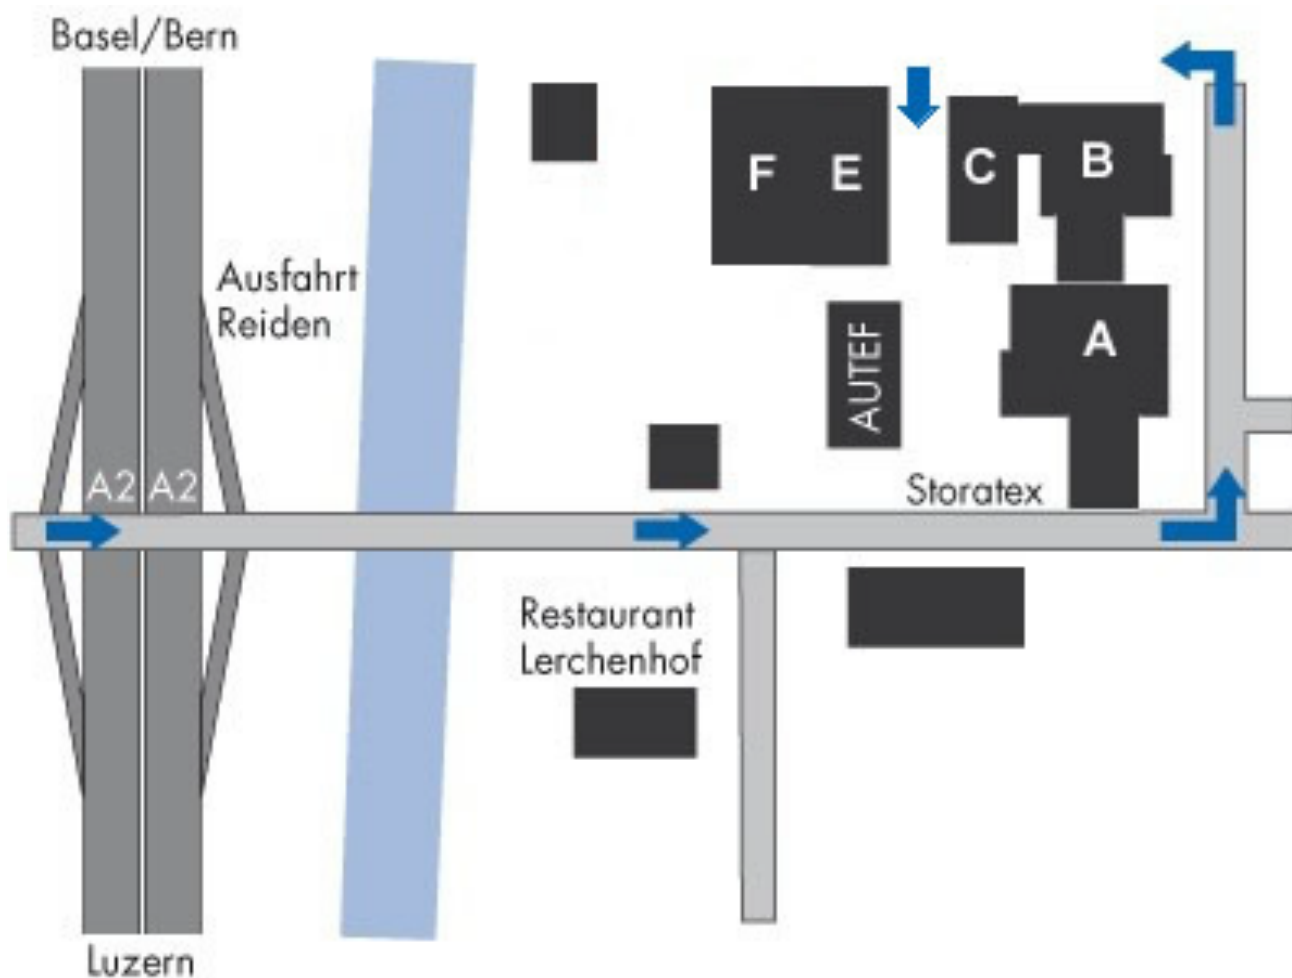 Basel/Bern
F E C B
Ausfahrt
Reiden
A
AUTEF
A2 A2
Storatex
Restaurant
Lerchenhof
Luzern